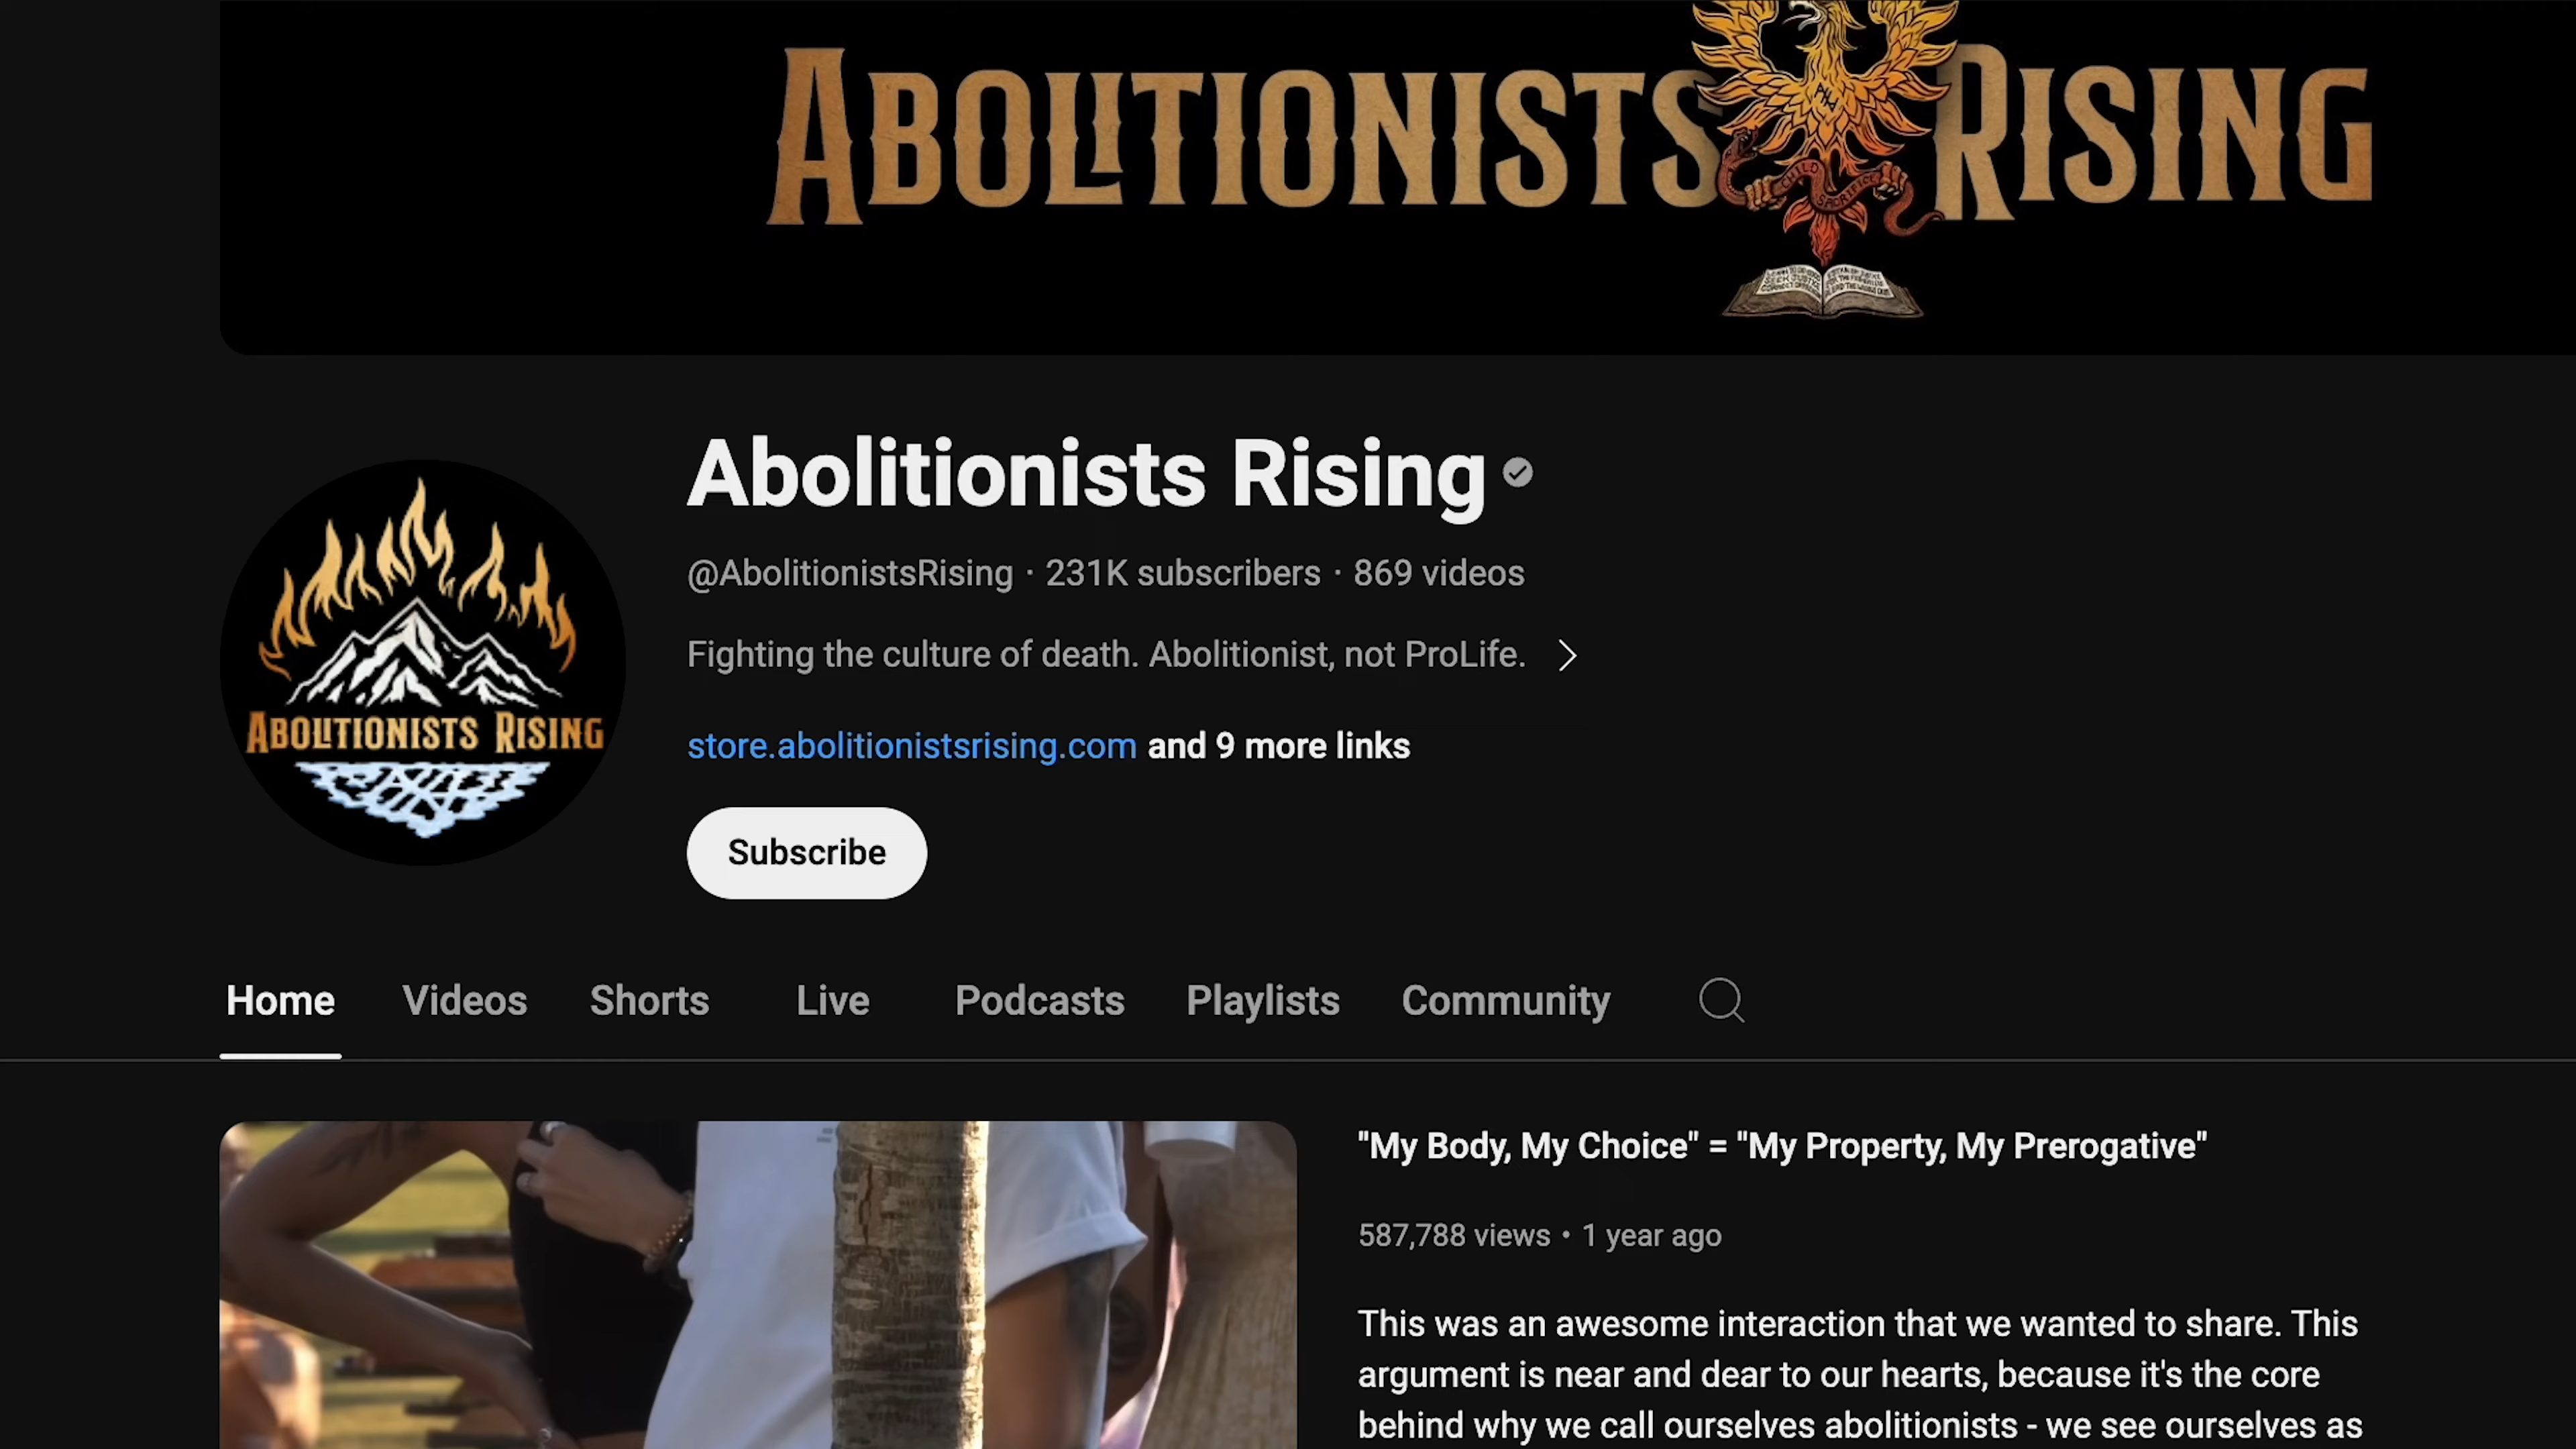 ABOLITIONISTS RISING
CHILD
SACRIFICE
Abolitionists Rising
@AbolitionistsRising · 231K subscribers · 869 videos
Fighting the culture of death. Abolitionist, not ProLife.
store.abolitionistsrising.com and 9 more links
ABOLITIONISTS RISING
Subscribe
Home Videos Shorts Live Podcasts Playlists Community
"My Body, My Choice" = "My Property, My Prerogative"
587,788 views • 1 year ago
This was an awesome interaction that we wanted to share. This
argument is near and dear to our hearts, because it's the core
behind why we call ourselves abolitionists - we see ourselves as